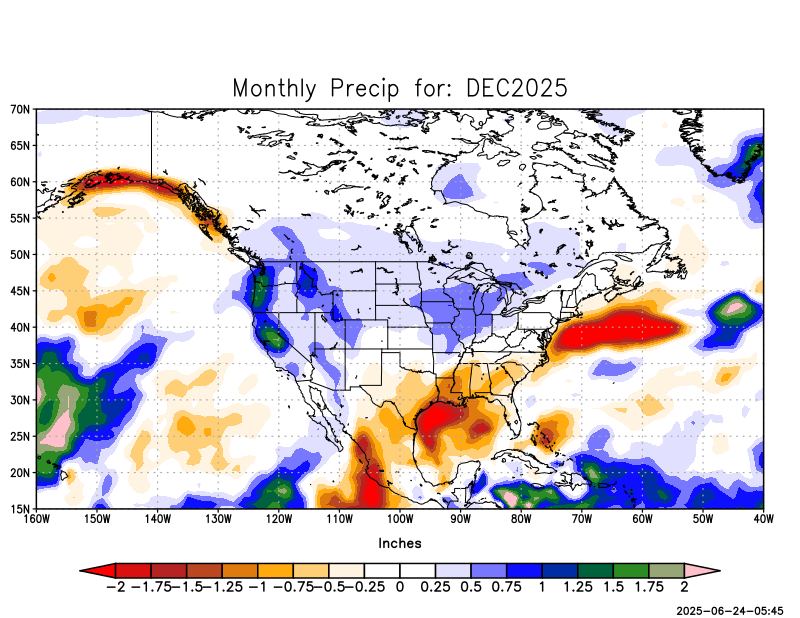 Monthly Precip for: DEC2025
70N
65N
60N
55N
50N
45N
40N
35N
30N
25N
20N
15N
160W 150W 140W 130W 120W 110W 100W 90W 80W 70W 60W 50W 40W
Inches
-2 -1.75 -1.5 -1.25 -1 -0.75 -0.5 -0.25 0 0.25 0.5 0.75 1 1.25 1.5 1.75 2
2025-06-24-05:45